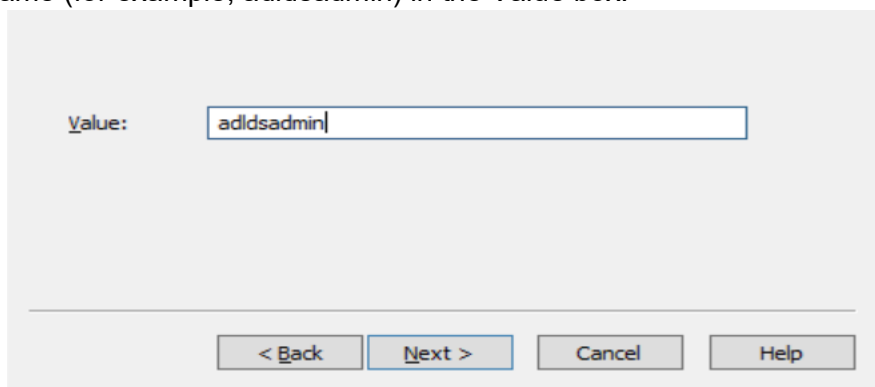 (for example, adldsadmin) in the Value box.
Value: adldsadmin
< Back Next > Cancel Help